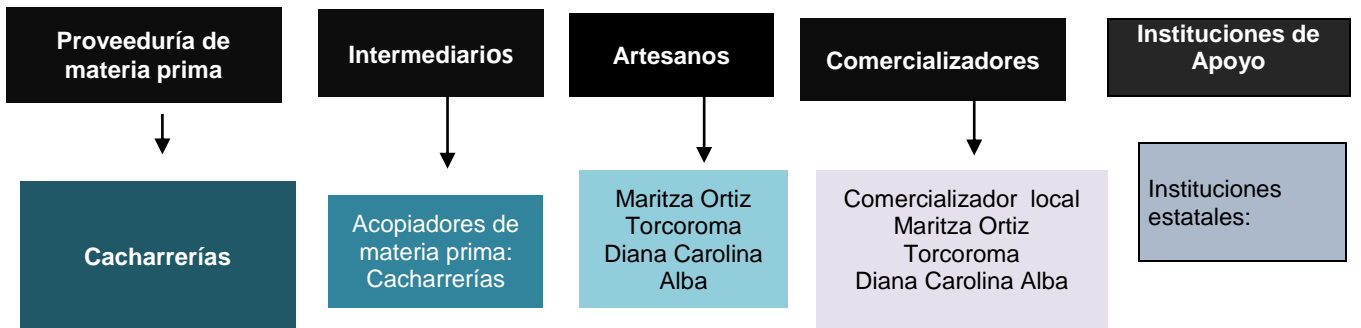 Proveeduría de
materia prima
Intermediarios
Artesanos
Comercializadores
Instituciones de
Apoyo
Cacharrerías
Acopiadores de
materia prima:
Cacharrerías
Maritza Ortiz
Torcoroma
Diana Carolina
Alba
Comercializador local
Maritza Ortiz
Torcoroma
Diana Carolina Alba
Instituciones
estatales: